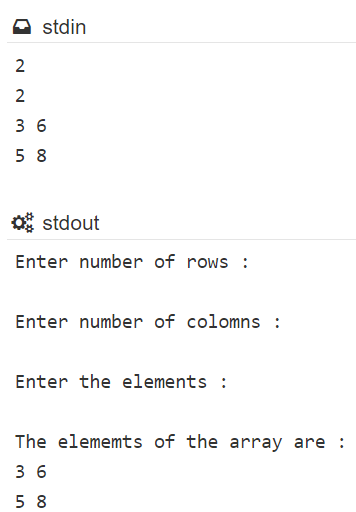 stdin
2
2
3 6
5 8
stdout
Enter number of rows :
Enter number of colomns :
Enter the elements :
The elememts of the array are :
3 6
5 8